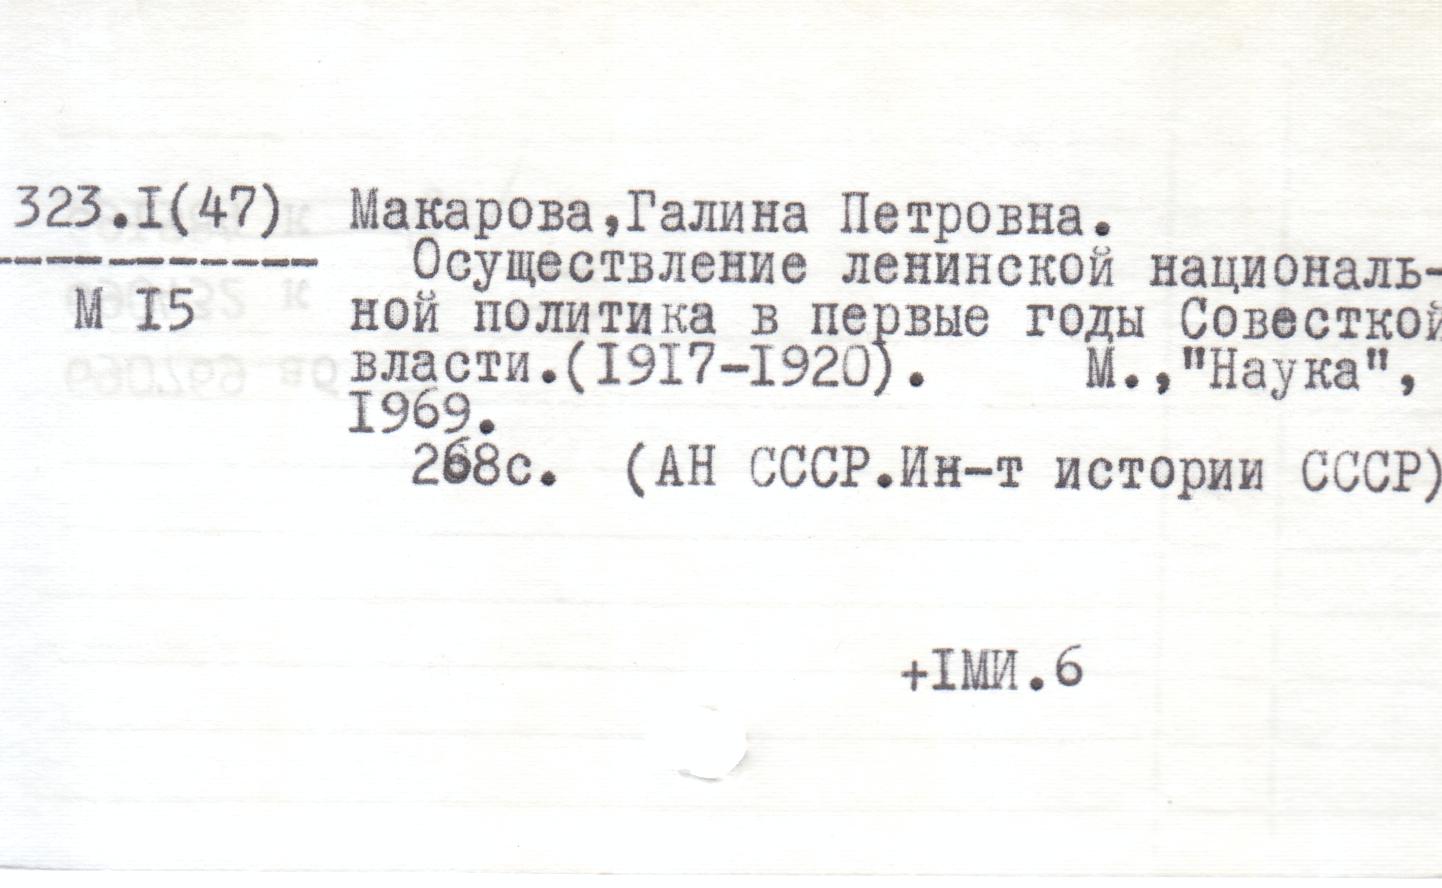 323.I(47) Макарова,Галина Петровна.
----------- Осуществление ленинской националь-
М I5 ной политика в первые годы Совесткой
власти.(I9I7-I920). М.,"Наука",
I969.
268с. (АН СССР.Ин-т истории СССР)
+IМИ.6